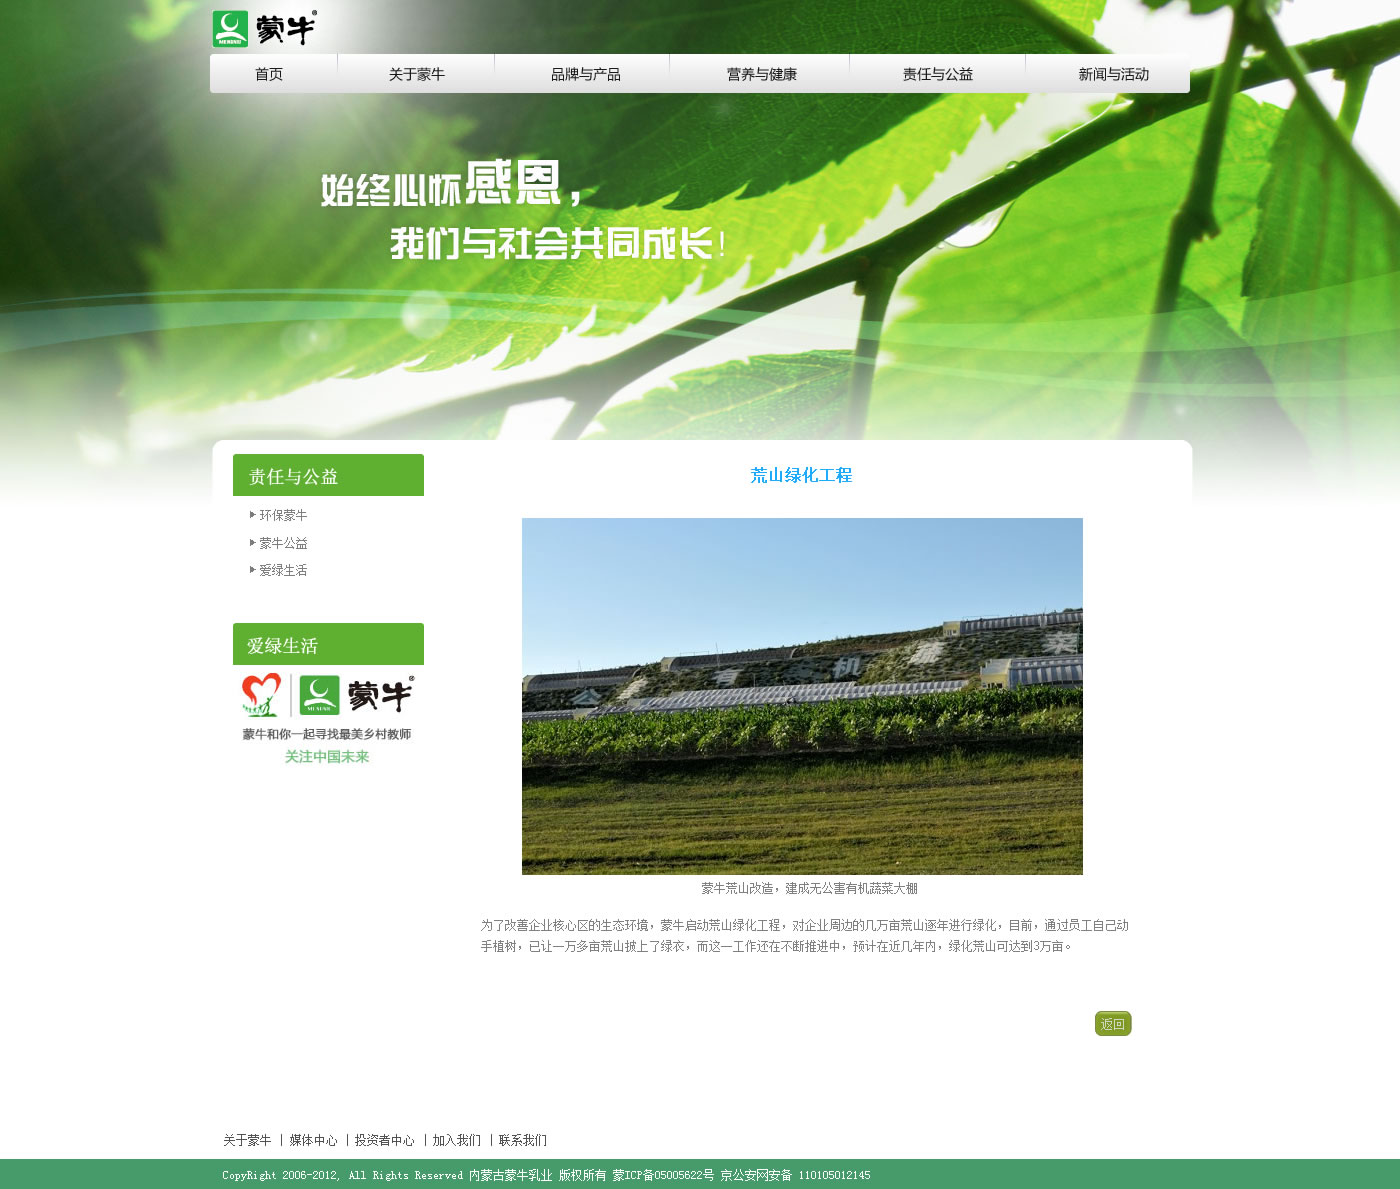 MENGNIU 蒙牛®
首页 关于蒙牛 品牌与产品 营养与健康 责任与公益 新闻与活动
始终心怀感恩，
我们与社会共同成长！
责任与公益
环保蒙牛
蒙牛公益
爱绿生活
爱绿生活
蒙牛®
蒙牛和你一起寻找最美乡村教师
关注中国未来
荒山绿化工程
有 机 蔬 菜
蒙牛荒山改造，建成无公害有机蔬菜大棚
为了改善企业核心区的生态环境，蒙牛启动荒山绿化工程，对企业周边的几万亩荒山逐年进行绿化，目前，通过员工自己动
手植树，已让一万多亩荒山披上了绿衣，而这一工作还在不断推进中，预计在近几年内，绿化荒山可达到3万亩。
返回
关于蒙牛 | 媒体中心 | 投资者中心 | 加入我们 | 联系我们
CopyRight 2006-2012, All Rights Reserved 内蒙古蒙牛乳业 版权所有 蒙ICP备05005622号 京公安网安备 110105012145